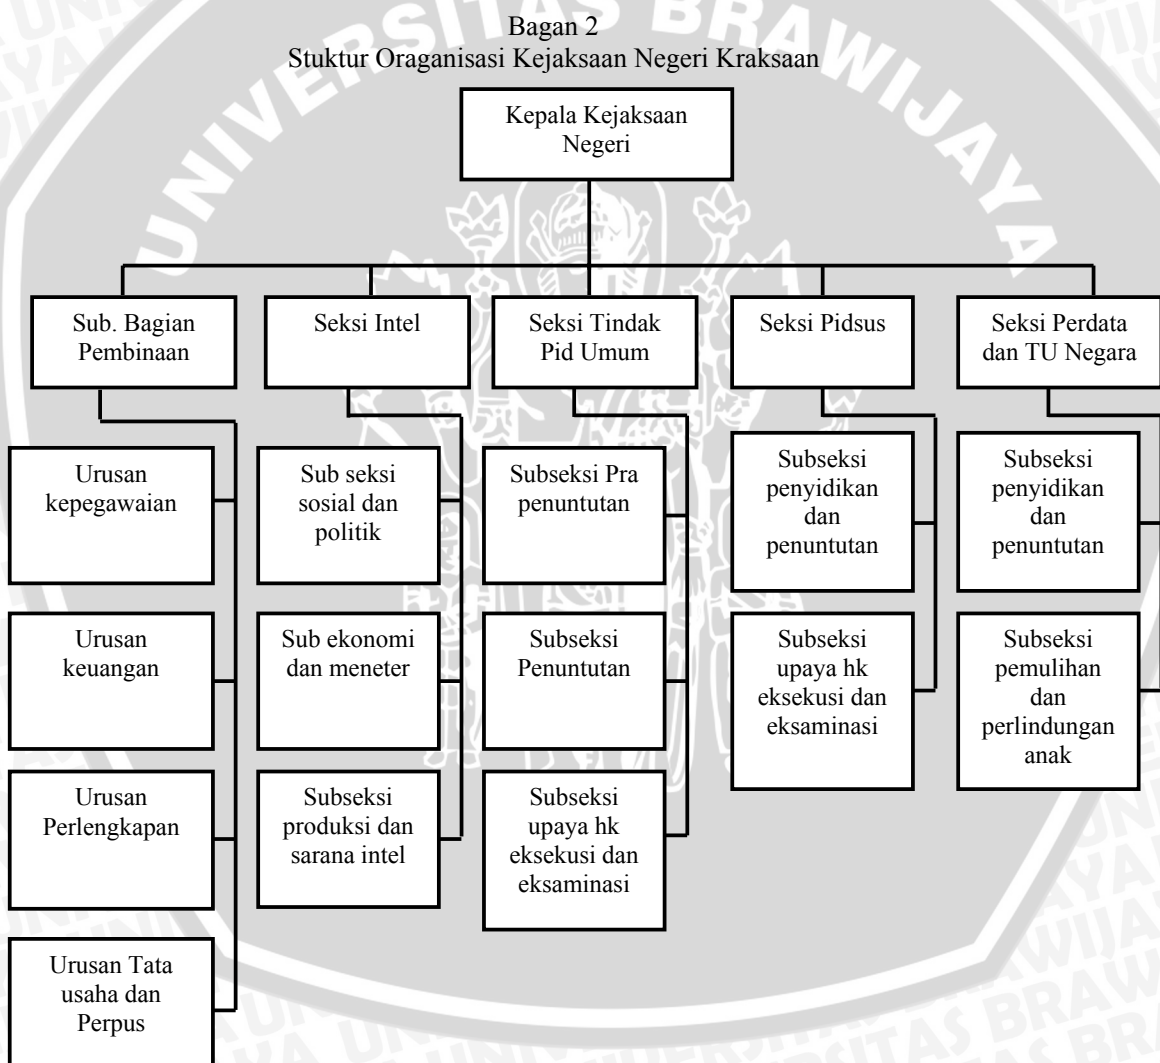 UNIVERSITAS BRAWIJAYA
Bagan 2
Stuktur Oraganisasi Kejaksaan Negeri Kraksaan
Kepala Kejaksaan
Negeri
Sub. Bagian
Pembinaan
Seksi Intel
Seksi Tindak
Pid Umum
Seksi Pidsus
Seksi Perdata
dan TU Negara
Urusan
kepegawaian
Urusan
keuangan
Urusan
Perlengkapan
Urusan Tata
usaha dan
Perpus
Sub seksi
sosial dan
politik
Sub ekonomi
dan meneter
Subseksi
produksi dan
sarana intel
Subseksi Pra
penuntutan
Subseksi
Penuntutan
Subseksi
upaya hk
eksekusi dan
eksaminasi
Subseksi
penyidikan
dan
penuntutan
Subseksi
upaya hk
eksekusi dan
eksaminasi
Subseksi
penyidikan
dan
penuntutan
Subseksi
pemulihan
dan
perlindungan
anak